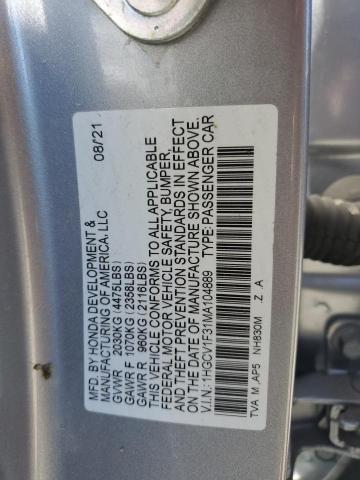 MFD. BY HONDA DEVELOPMENT & 08/21
MANUFACTURING OF AMERICA, LLC
GVWR 2030KG (4475LBS)
GAWR F 1070KG (2358LBS)
GAWR R 960KG (2116LBS)
THIS VEHICLE CONFORMS TO ALL APPLICABLE
FEDERAL MOTOR VEHICLE SAFETY, BUMPER,
AND THEFT PREVENTION STANDARDS IN EFFECT
ON THE DATE OF MANUFACTURE SHOWN ABOVE.
V.I.N.: 1HGCV1F31MA104889 TYPE:PASSENGER CAR
TVA M ,AP5 NH830M .Z A